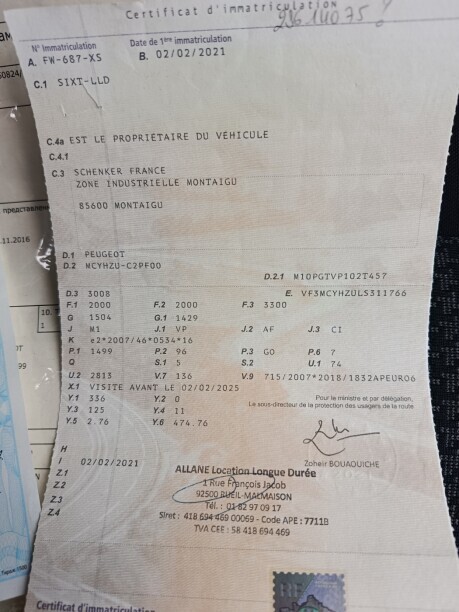 Certificat d'immatriculation
N° Immatriculation
A. FW-687-XS
Date de 1ère immatriculation
B. 02/02/2021
C.1 SIXT-LLD
C.4a EST LE PROPRIÉTAIRE DU VÉHICULE
C.4.1
C.3 SCHENKER FRANCE
ZONE INDUSTRIELLE MONTAIGU
85600 MONTAIGU
D.1 PEUGEOT
D.2 MCYHZU-C2PF00
D.2.1 M10PGTVP102T457
D.3 3008
E. VF3MCYHZULS311766
F.1 2000 F.2 2000 F.3 3300
G 1504 G.1 1429
J M1 J.1 VP J.2 AF J.3 CI
K e2*2007/46*0534*16
P.1 1499 P.2 96 P.3 GO P.6 7
Q S.1 5 S.2 U.1 74
U.2 2813 V.7 136 V.9 715/2007*2018/1832APEURO6
X.1 VISITE AVANT LE 02/02/2025
Y.1 336 Y.2 0
Y.3 125 Y.4 11
Y.5 2.76 Y.6 474.76
Pour le ministre et par délégation,
Le sous-directeur de la protection des usagers de la route
Zoheir BOUAOUICHE
H
I 02/02/2021
Z.1
Z.2
Z.3
Z.4
ALLANE Location Longue Durée
1 Rue François Jacob
92500 RUEIL-MALMAISON
Tél. : 01 82 97 09 17
Siret : 418 694 469 00069 - Code APE : 7711B
TVA CEE : 58 418 694 469
Certificat d'immatriculation